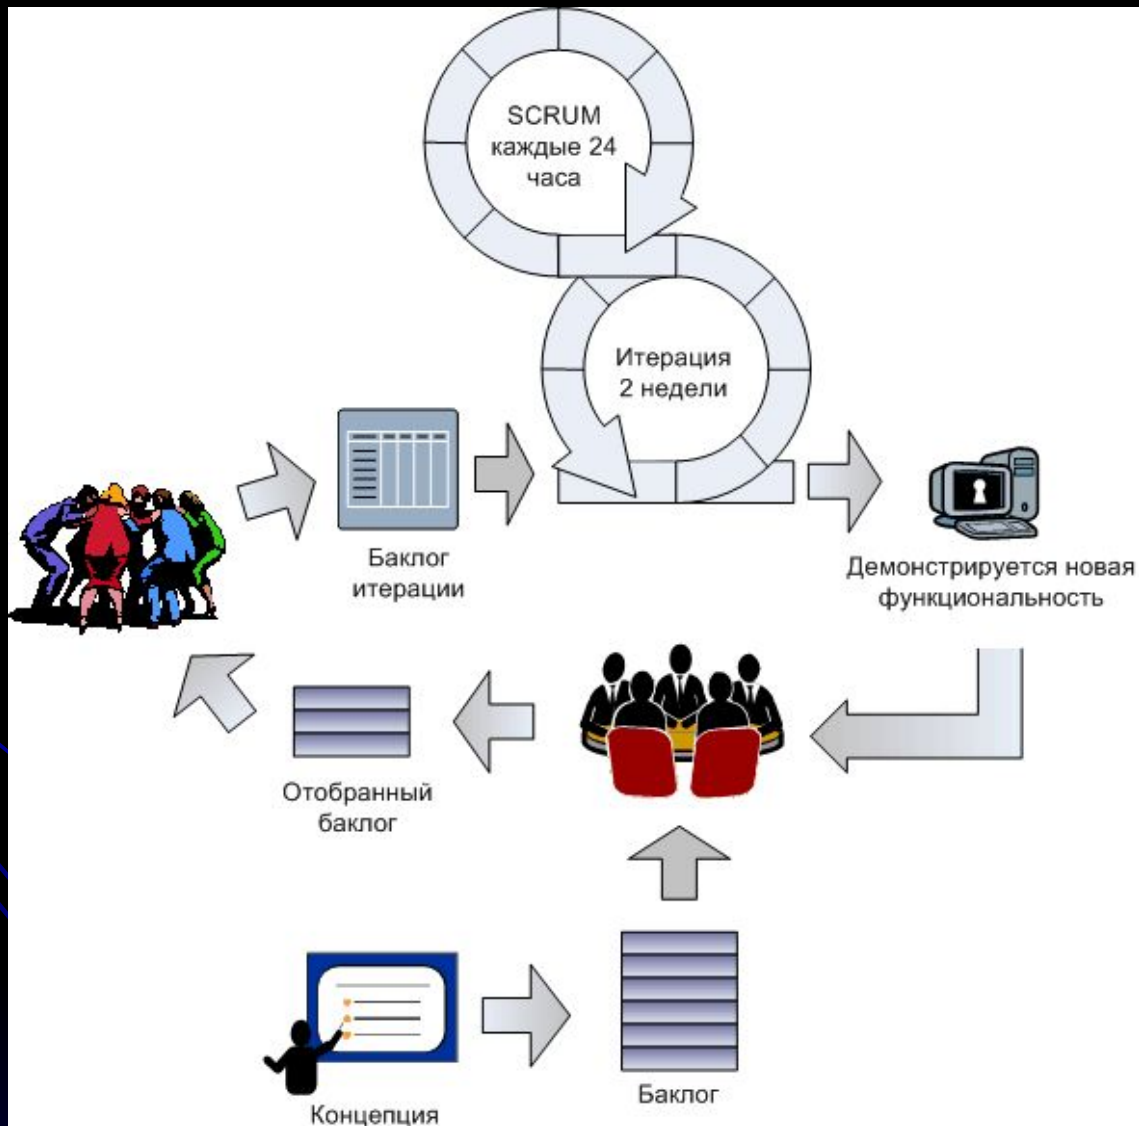 SCRUM
каждые 24
часа
Итерация
2 недели
Баклог
итерации
Демонстрируется новая
функциональность
Отобранный
баклог
Баклог
Концепция